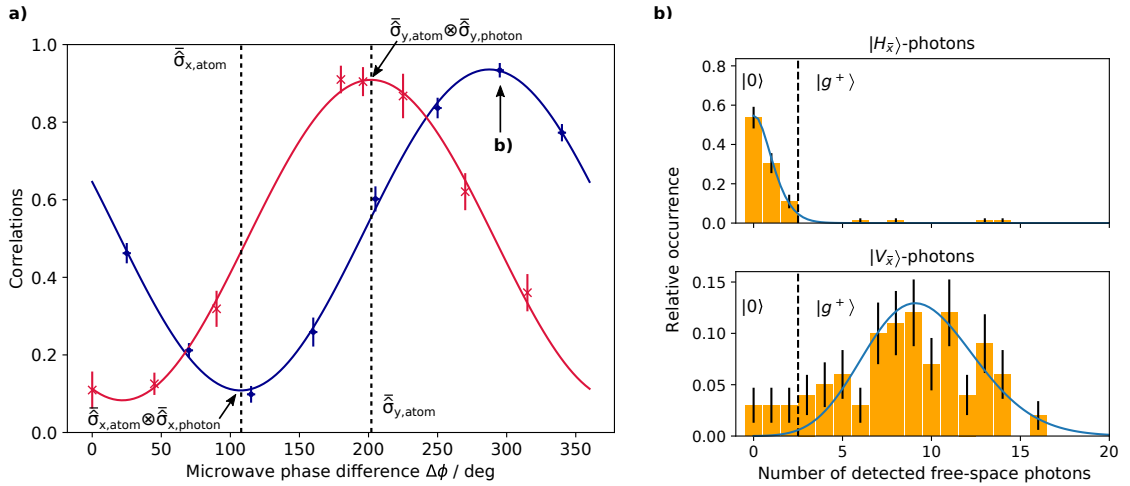 a)
Correlations
1.0
0.8
0.6
0.4
0.2
0.0
σ̄̂x,atom
σ̄̂y,atom⊗σ̄̂y,photon
b)
σ̄̂x,atom⊗σ̄̂x,photon
σ̄̂y,atom
0 50 100 150 200 250 300 350
Microwave phase difference Δϕ / deg
b)
|Hx̄⟩-photons
Relative occurrence
0.8
0.6
0.4
0.2
0.0
|0⟩ |g⁺⟩
|Vx̄⟩-photons
0.15
0.10
0.05
0.00
|0⟩ |g⁺⟩
0 5 10 15 20
Number of detected free-space photons